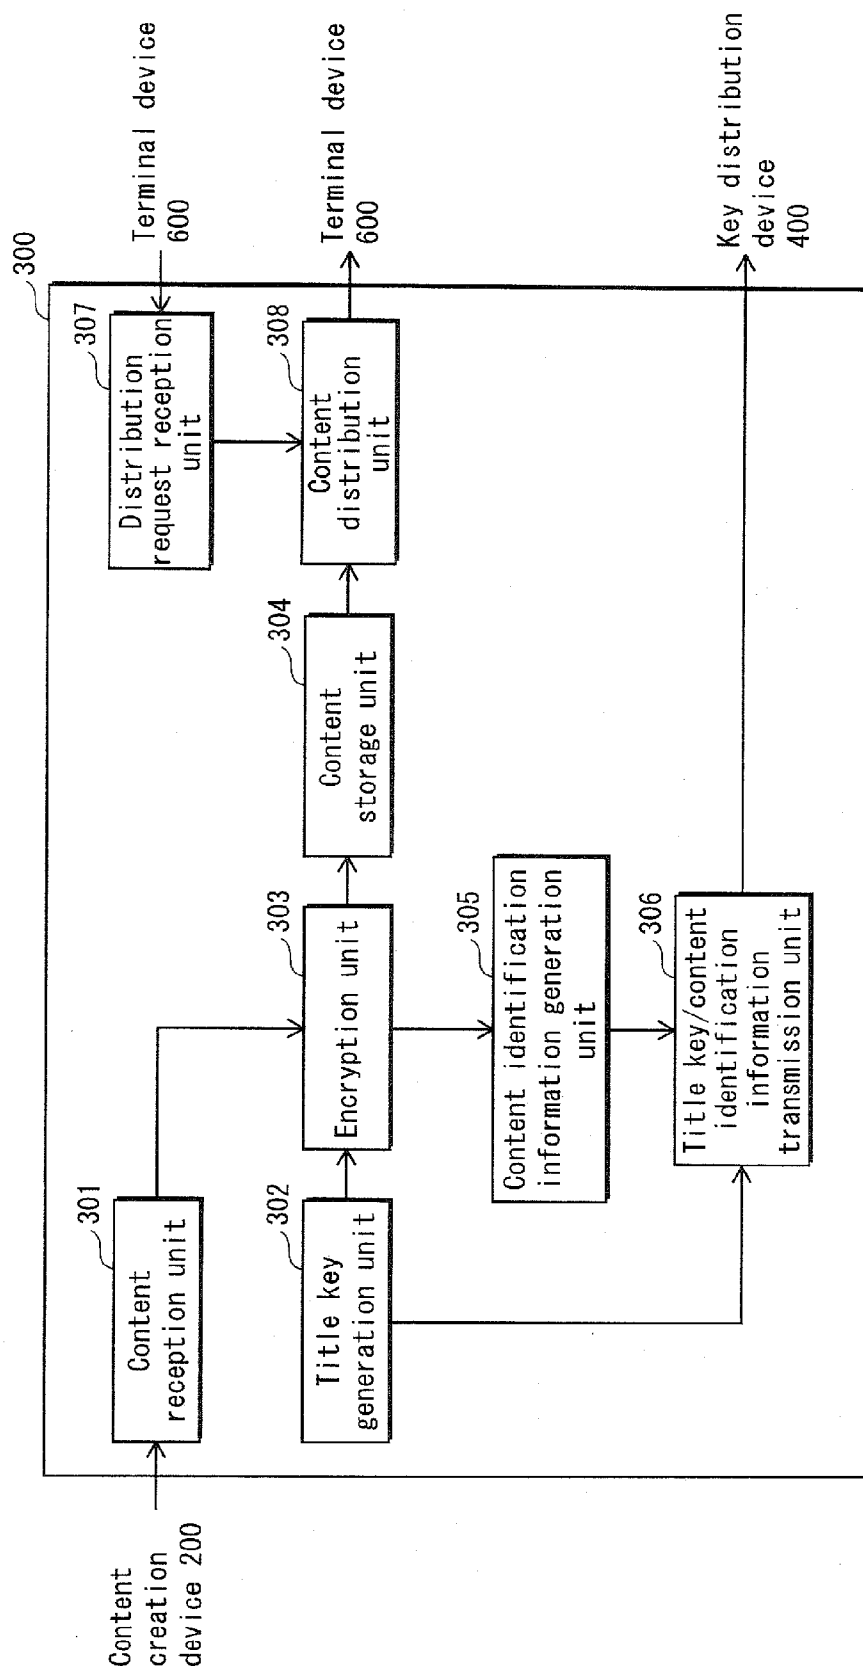 300
Content
creation
device 200
301
Content
reception unit
302
Title key
generation unit
303
Encryption unit
304
Content
storage unit
305
Content identification
information generation
unit
306
Title key/content
identification
information
transmission unit
307
Distribution
request reception
unit
308
Content
distribution
unit
Terminal device
600
Terminal device
600
Key distribution
device
400